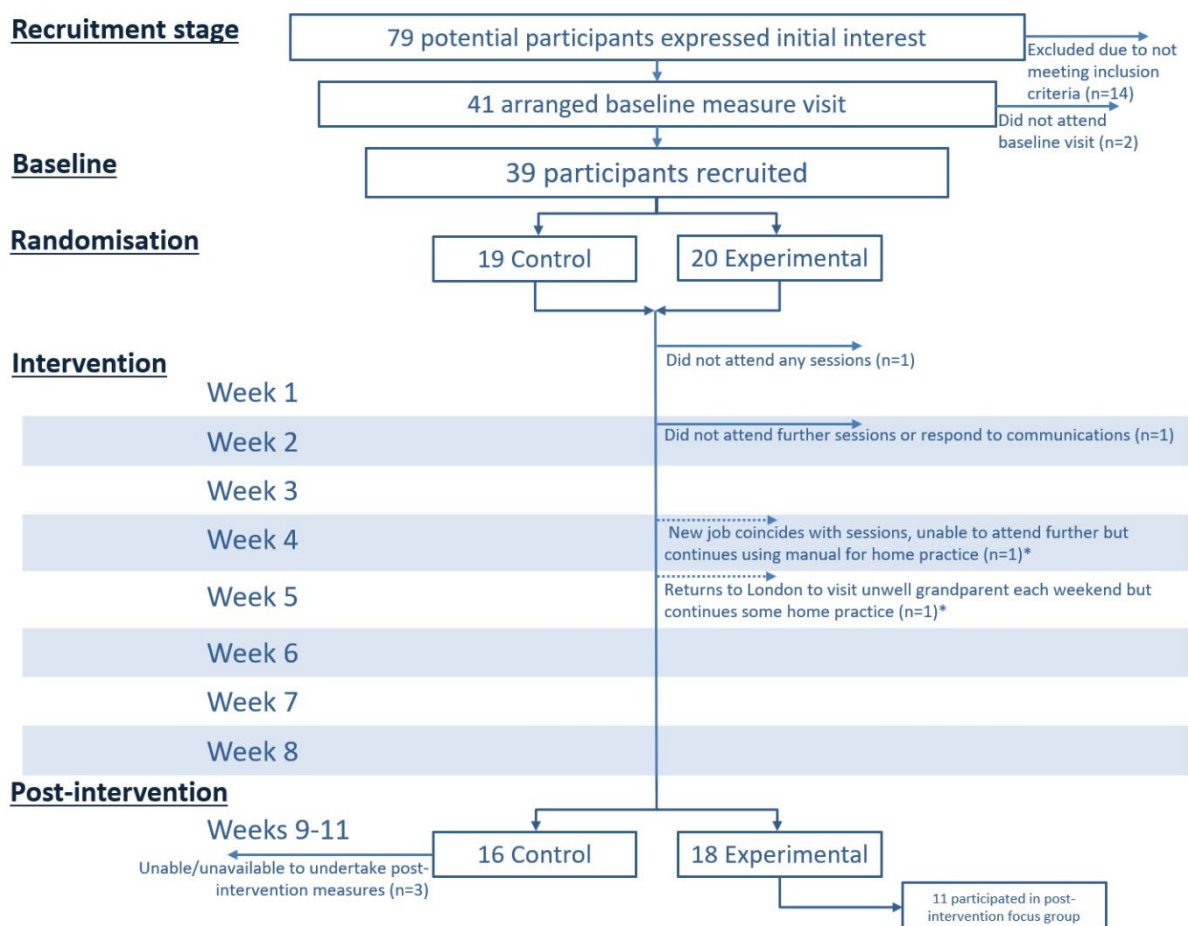 Recruitment stage
79 potential participants expressed initial interest
Excluded due to not
meeting inclusion
criteria (n=14)
41 arranged baseline measure visit
Did not attend
baseline visit (n=2)
Baseline
39 participants recruited
Randomisation
19 Control
20 Experimental
Did not attend any sessions (n=1)
Intervention
Week 1
Week 2
Did not attend further sessions or respond to communications (n=1)
Week 3
Week 4
New job coincides with sessions, unable to attend further but
continues using manual for home practice (n=1)*
Week 5
Returns to London to visit unwell grandparent each weekend but
continues some home practice (n=1)*
Week 6
Week 7
Week 8
Post-intervention
Weeks 9-11
Unable/unavailable to undertake post-
intervention measures (n=3)
16 Control
18 Experimental
11 participated in post-
intervention focus group